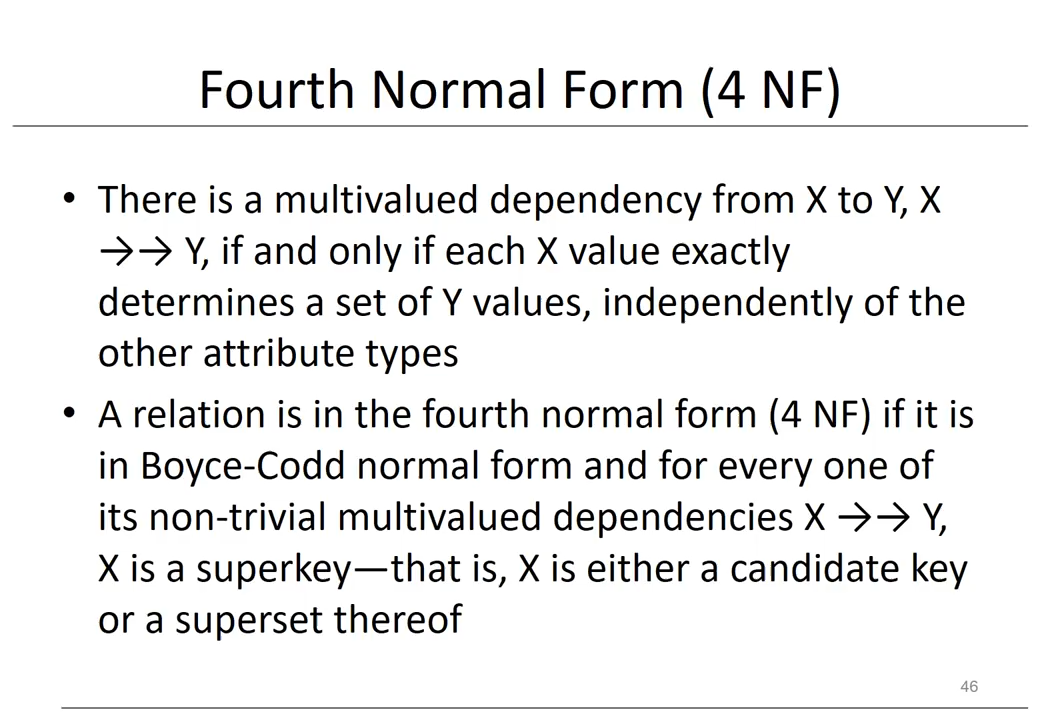 Fourth Normal Form (4 NF)
• There is a multivalued dependency from X to Y, X
→→ Y, if and only if each X value exactly
determines a set of Y values, independently of the
other attribute types
• A relation is in the fourth normal form (4 NF) if it is
in Boyce-Codd normal form and for every one of
its non-trivial multivalued dependencies X →→ Y,
X is a superkey—that is, X is either a candidate key
or a superset thereof
46